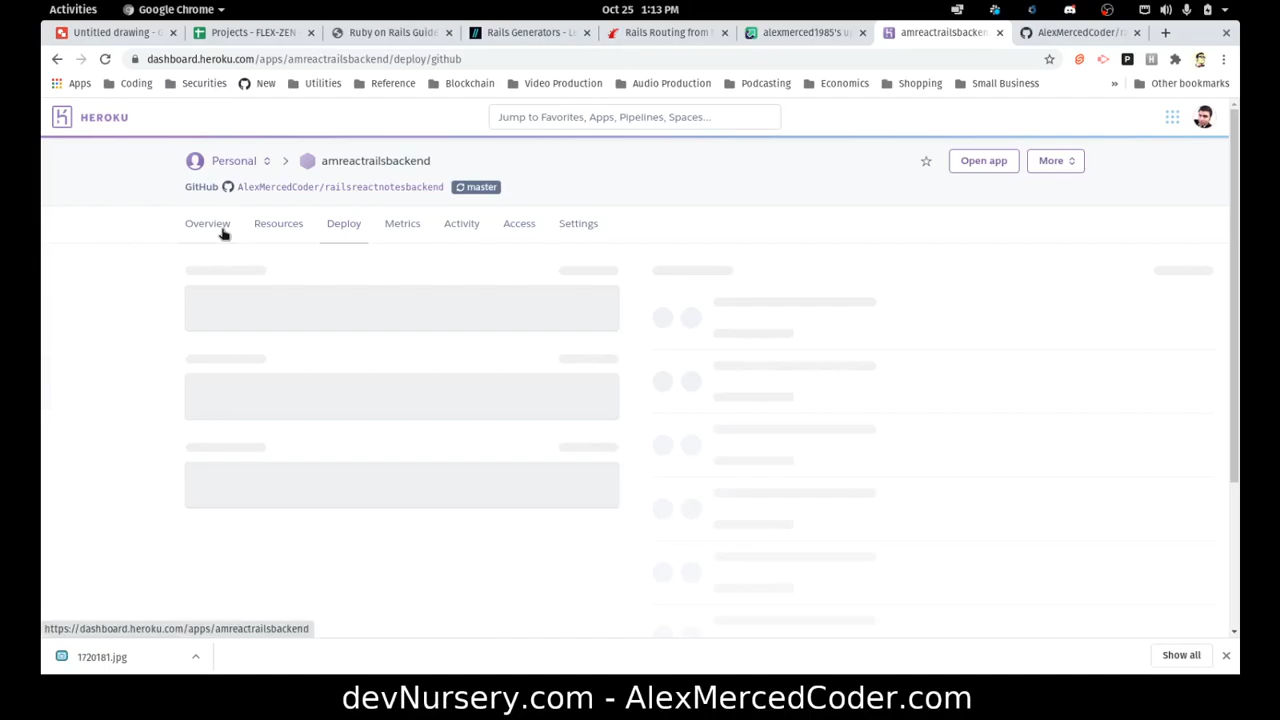 Activities
Google Chrome
Oct 25 1:13 PM
Untitled drawing - G
Projects - FLEX-ZEN
Ruby on Rails Guide
Rails Generators - Le
Rails Routing from t
alexmerced1985's up
amreactrailsbackend
AlexMercedCoder/ra
dashboard.heroku.com/apps/amreactrailsbackend/deploy/github
Apps
Coding
Securities
New
Utilities
Reference
Blockchain
Video Production
Audio Production
Podcasting
Economics
Shopping
Small Business
»
Other bookmarks
HEROKU
Jump to Favorites, Apps, Pipelines, Spaces...
Personal
amreactrailsbackend
Open app
More
GitHub AlexMercedCoder/railsreactnotesbackend master
Overview
Resources
Deploy
Metrics
Activity
Access
Settings
https://dashboard.heroku.com/apps/amreactrailsbackend
1720181.jpg
Show all
devNursery.com - AlexMercedCoder.com